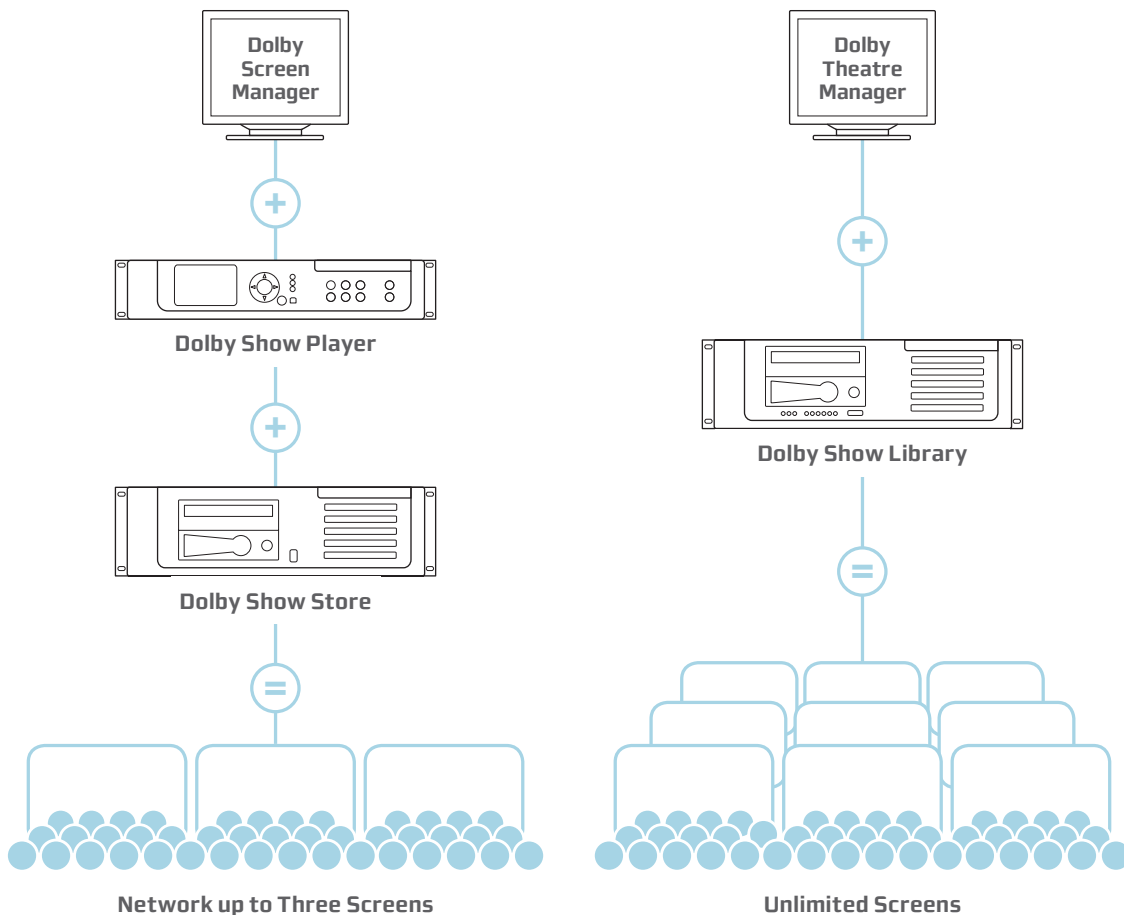 Dolby
Screen
Manager
+
Dolby Show Player
+
Dolby Show Store
=
Network up to Three Screens
Dolby
Theatre
Manager
+
Dolby Show Library
=
Unlimited Screens